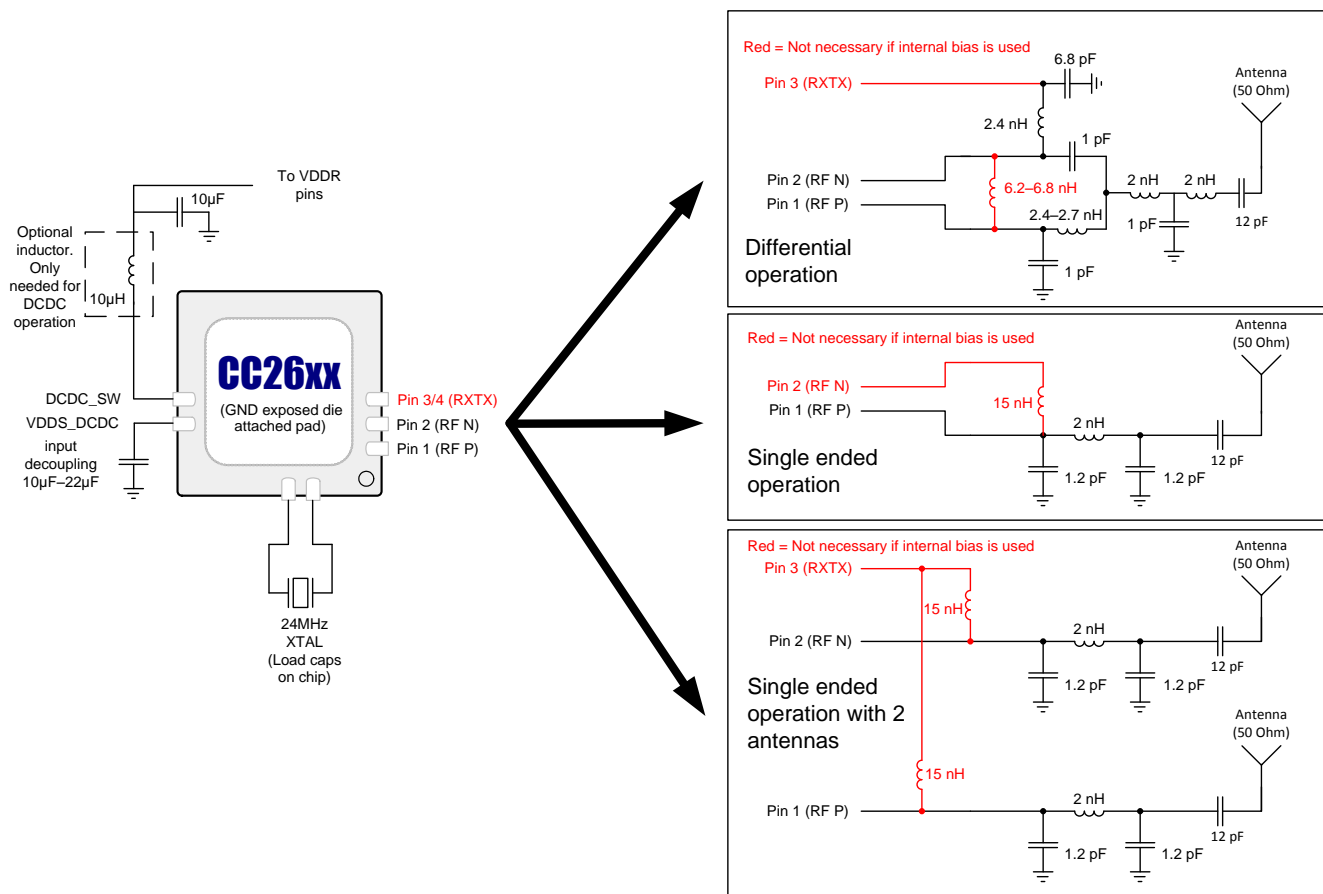 To VDDR
pins
10µF
Optional
inductor.
Only
needed for
DCDC
operation
10µH
CC26xx
(GND exposed die
attached pad)
DCDC_SW
VDDS_DCDC
input
decoupling
10µF–22µF
Pin 3/4 (RXTX)
Pin 2 (RF N)
Pin 1 (RF P)
24MHz
XTAL
(Load caps
on chip)
Red = Not necessary if internal bias is used
Pin 3 (RXTX)
6.8 pF
Antenna
(50 Ohm)
2.4 nH
1 pF
Pin 2 (RF N)
6.2–6.8 nH
2 nH
2 nH
Pin 1 (RF P)
2.4–2.7 nH
1 pF
12 pF
Differential
operation
1 pF
Red = Not necessary if internal bias is used
Antenna
(50 Ohm)
Pin 2 (RF N)
15 nH
Pin 1 (RF P)
2 nH
12 pF
Single ended
operation
1.2 pF
1.2 pF
Red = Not necessary if internal bias is used
Pin 3 (RXTX)
Antenna
(50 Ohm)
15 nH
Pin 2 (RF N)
2 nH
12 pF
1.2 pF
1.2 pF
Single ended
operation with 2
antennas
Antenna
(50 Ohm)
15 nH
Pin 1 (RF P)
2 nH
12 pF
1.2 pF
1.2 pF